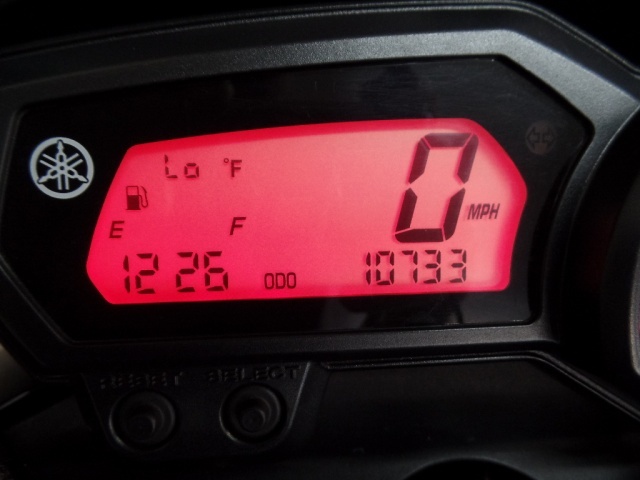 Lo °F
0 MPH
E F
12 26 ODO 10733
RESET SELECT